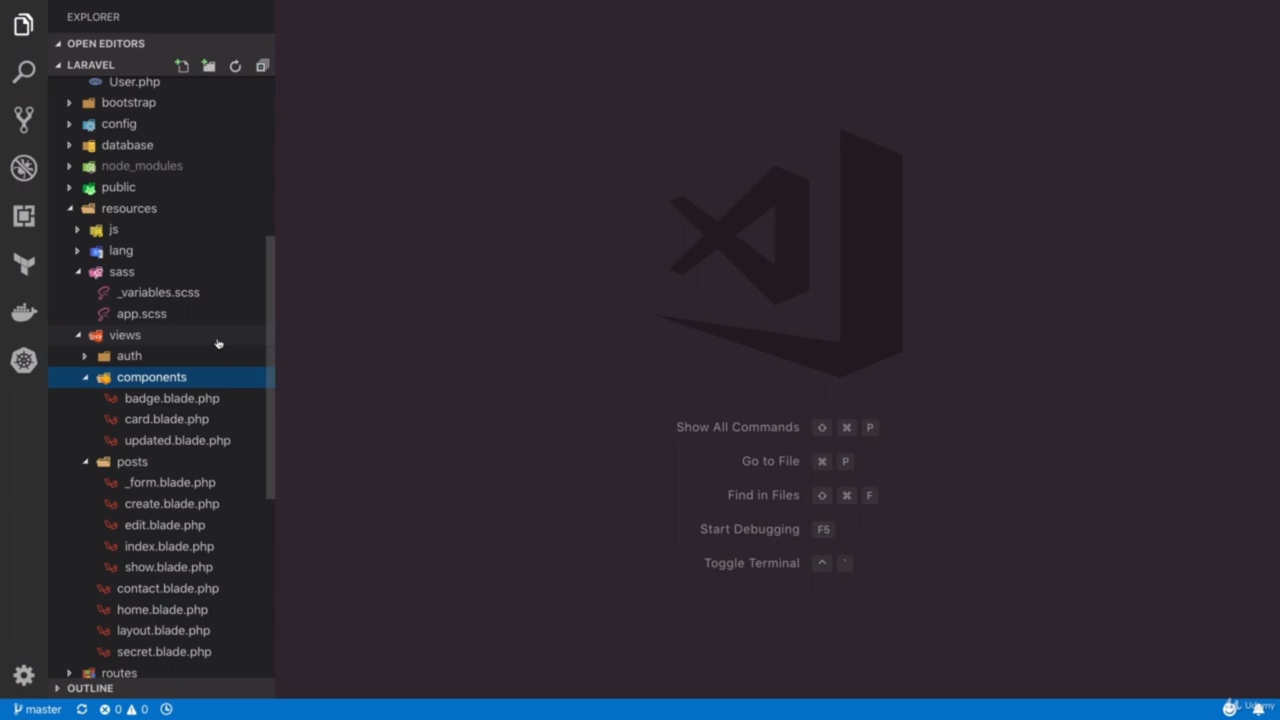 EXPLORER
OPEN EDITORS
LARAVEL
User.php
bootstrap
config
database
node_modules
public
resources
js
lang
sass
_variables.scss
app.scss
views
auth
components
badge.blade.php
card.blade.php
updated.blade.php
posts
_form.blade.php
create.blade.php
edit.blade.php
index.blade.php
show.blade.php
contact.blade.php
home.blade.php
layout.blade.php
secret.blade.php
routes
OUTLINE
Show All Commands ⇧ ⌘ P
Go to File ⌘ P
Find in Files ⇧ ⌘ F
Start Debugging F5
Toggle Terminal ^ `
master 0 0
Udemy